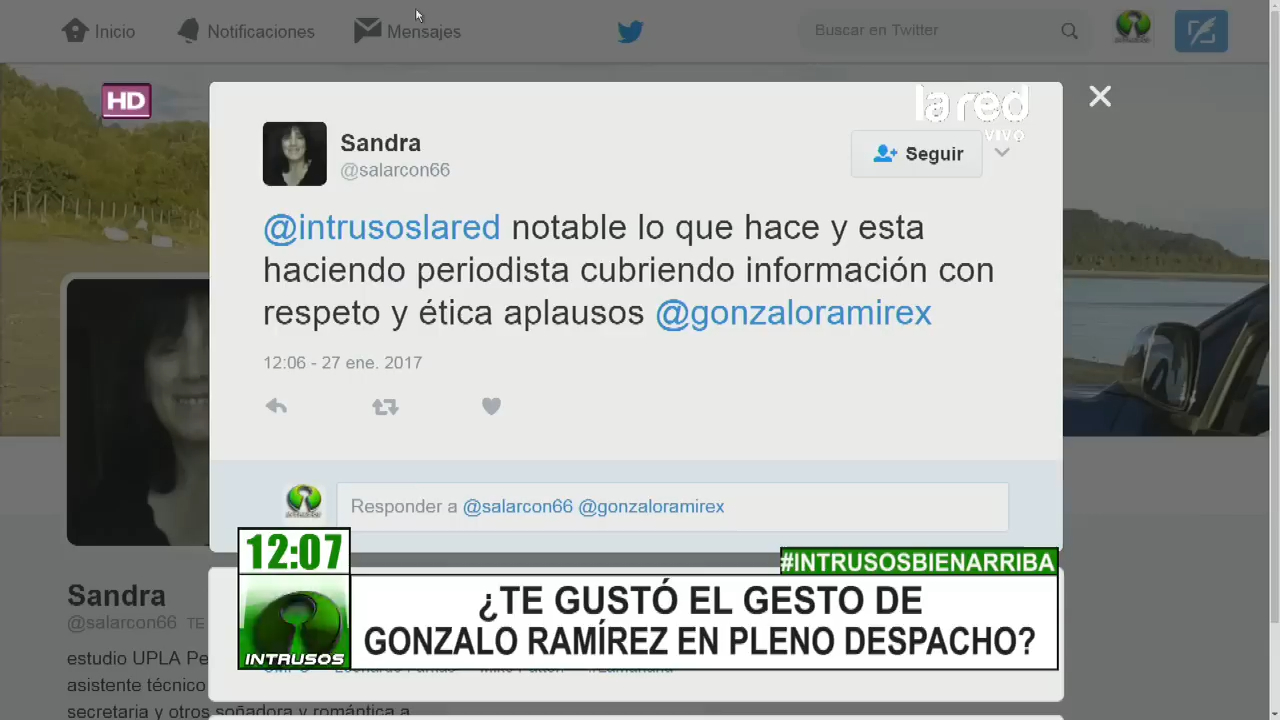 Inicio
Notificaciones
Mensajes
Buscar en Twitter
HD
la red
VIVO
Sandra
@salarcon66
Seguir
@intrusoslared notable lo que hace y esta
haciendo periodista cubriendo información con
respeto y ética aplausos @gonzaloramirex
12:06 - 27 ene. 2017
Responder a @salarcon66 @gonzaloramirex
12:07
#INTRUSOSBIENARRIBA
¿TE GUSTÓ EL GESTO DE
GONZALO RAMÍREZ EN PLENO DESPACHO?
INTRUSOS
Sandra
@salarcon66 TE
estudio UPLA Pe
asistente técnico
secretaria y otros soñadora y romántica a